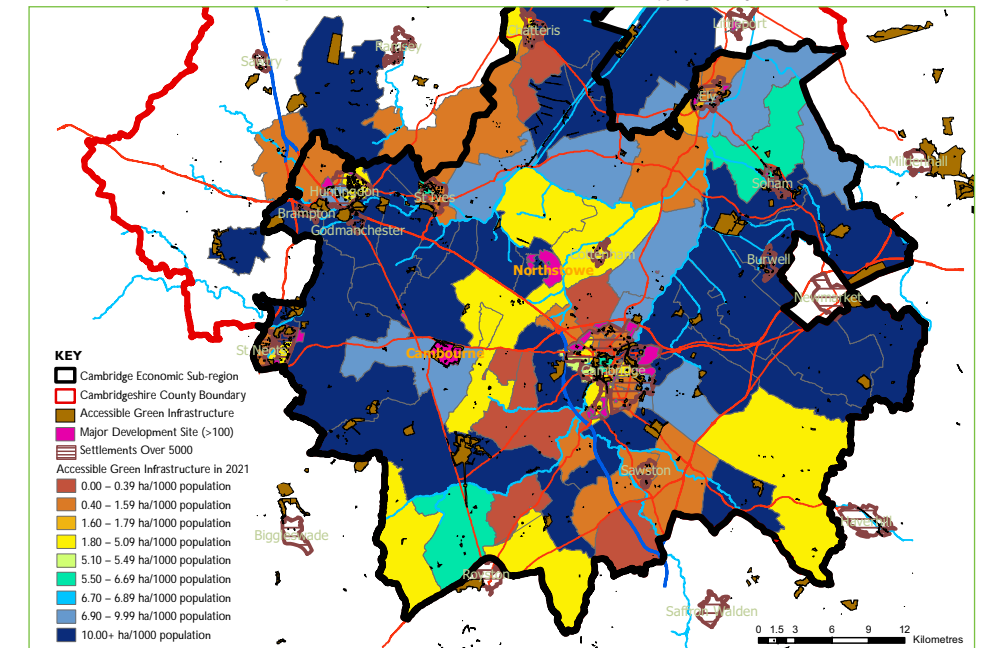 Chatteris
Littleport
Ramsey
Sawtry
Ely
Mildenhall
Soham
Huntingdon
St Ives
Brampton
Godmanchester
Cottenham
Burwell
Northstowe
Newmarket
St Neots
Cambourne
Cambridge
Sawston
Haverhill
Biggleswade
Royston
Saffron Walden
KEY
Cambridge Economic Sub-region
Cambridgeshire County Boundary
Accessible Green Infrastructure
Major Development Site (>100)
Settlements Over 5000
Accessible Green Infrastructure in 2021
0.00 – 0.39 ha/1000 population
0.40 – 1.59 ha/1000 population
1.60 – 1.79 ha/1000 population
1.80 – 5.09 ha/1000 population
5.10 – 5.49 ha/1000 population
5.50 – 6.69 ha/1000 population
6.70 – 6.89 ha/1000 population
6.90 – 9.99 ha/1000 population
10.00+ ha/1000 population
0 1.5 3 6 9 12
Kilometres